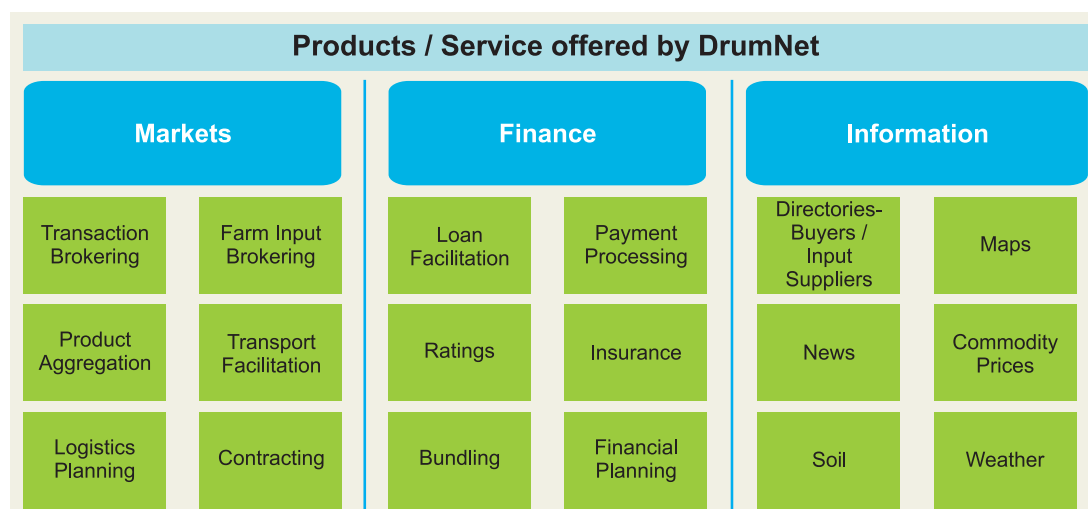 Products / Service offered by DrumNet
Markets
Finance
Information
Transaction
Brokering
Farm Input
Brokering
Loan
Facilitation
Payment
Processing
Directories-
Buyers /
Input
Suppliers
Maps
Product
Aggregation
Transport
Facilitation
Ratings
Insurance
News
Commodity
Prices
Logistics
Planning
Contracting
Bundling
Financial
Planning
Soil
Weather